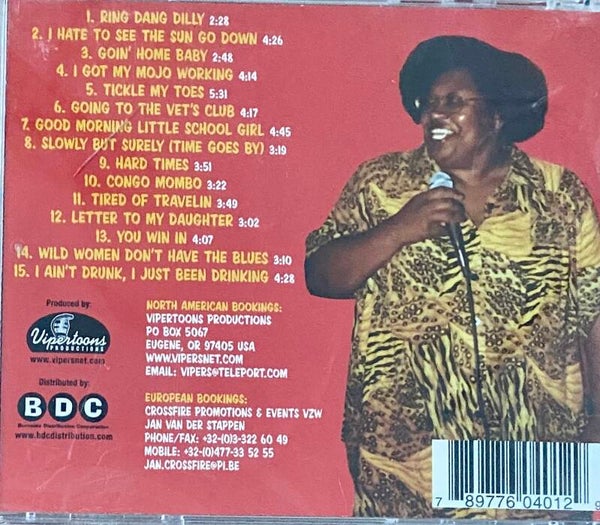 1. RING DANG DILLY 2:28
2. I HATE TO SEE THE SUN GO DOWN 4:26
3. GOIN' HOME BABY 2:48
4. I GOT MY MOJO WORKING 4:14
5. TICKLE MY TOES 5:31
6. GOING TO THE VET'S CLUB 4:17
7. GOOD MORNING LITTLE SCHOOL GIRL 4:45
8. SLOWLY BUT SURELY (TIME GOES BY) 3:19
9. HARD TIMES 3:51
10. CONGO MOMBO 3:22
11. TIRED OF TRAVELIN 3:49
12. LETTER TO MY DAUGHTER 3:02
13. YOU WIN IN 4:07
14. WILD WOMEN DON'T HAVE THE BLUES 3:10
15. I AIN'T DRUNK, I JUST BEEN DRINKING 4:28
Produced by:
Vipertoons
PRODUCTIONS
www.vipersnet.com
Distributed by:
BDC
Burnside Distribution Corporation
www.bdcdistribution.com
NORTH AMERICAN BOOKINGS:
VIPERTOONS PRODUCTIONS
PO BOX 5067
EUGENE, OR 97405 USA
WWW.VIPERSNET.COM
EMAIL: VIPERS@TELEPORT.COM
EUROPEAN BOOKINGS:
CROSSFIRE PROMOTIONS & EVENTS VZW
JAN VAN DER STAPPEN
PHONE/FAX: +32-(0)3-322 60 49
MOBILE: +32-(0)477-33 52 55
JAN.CROSSFIRE@PI.BE
7 89776 04012 9